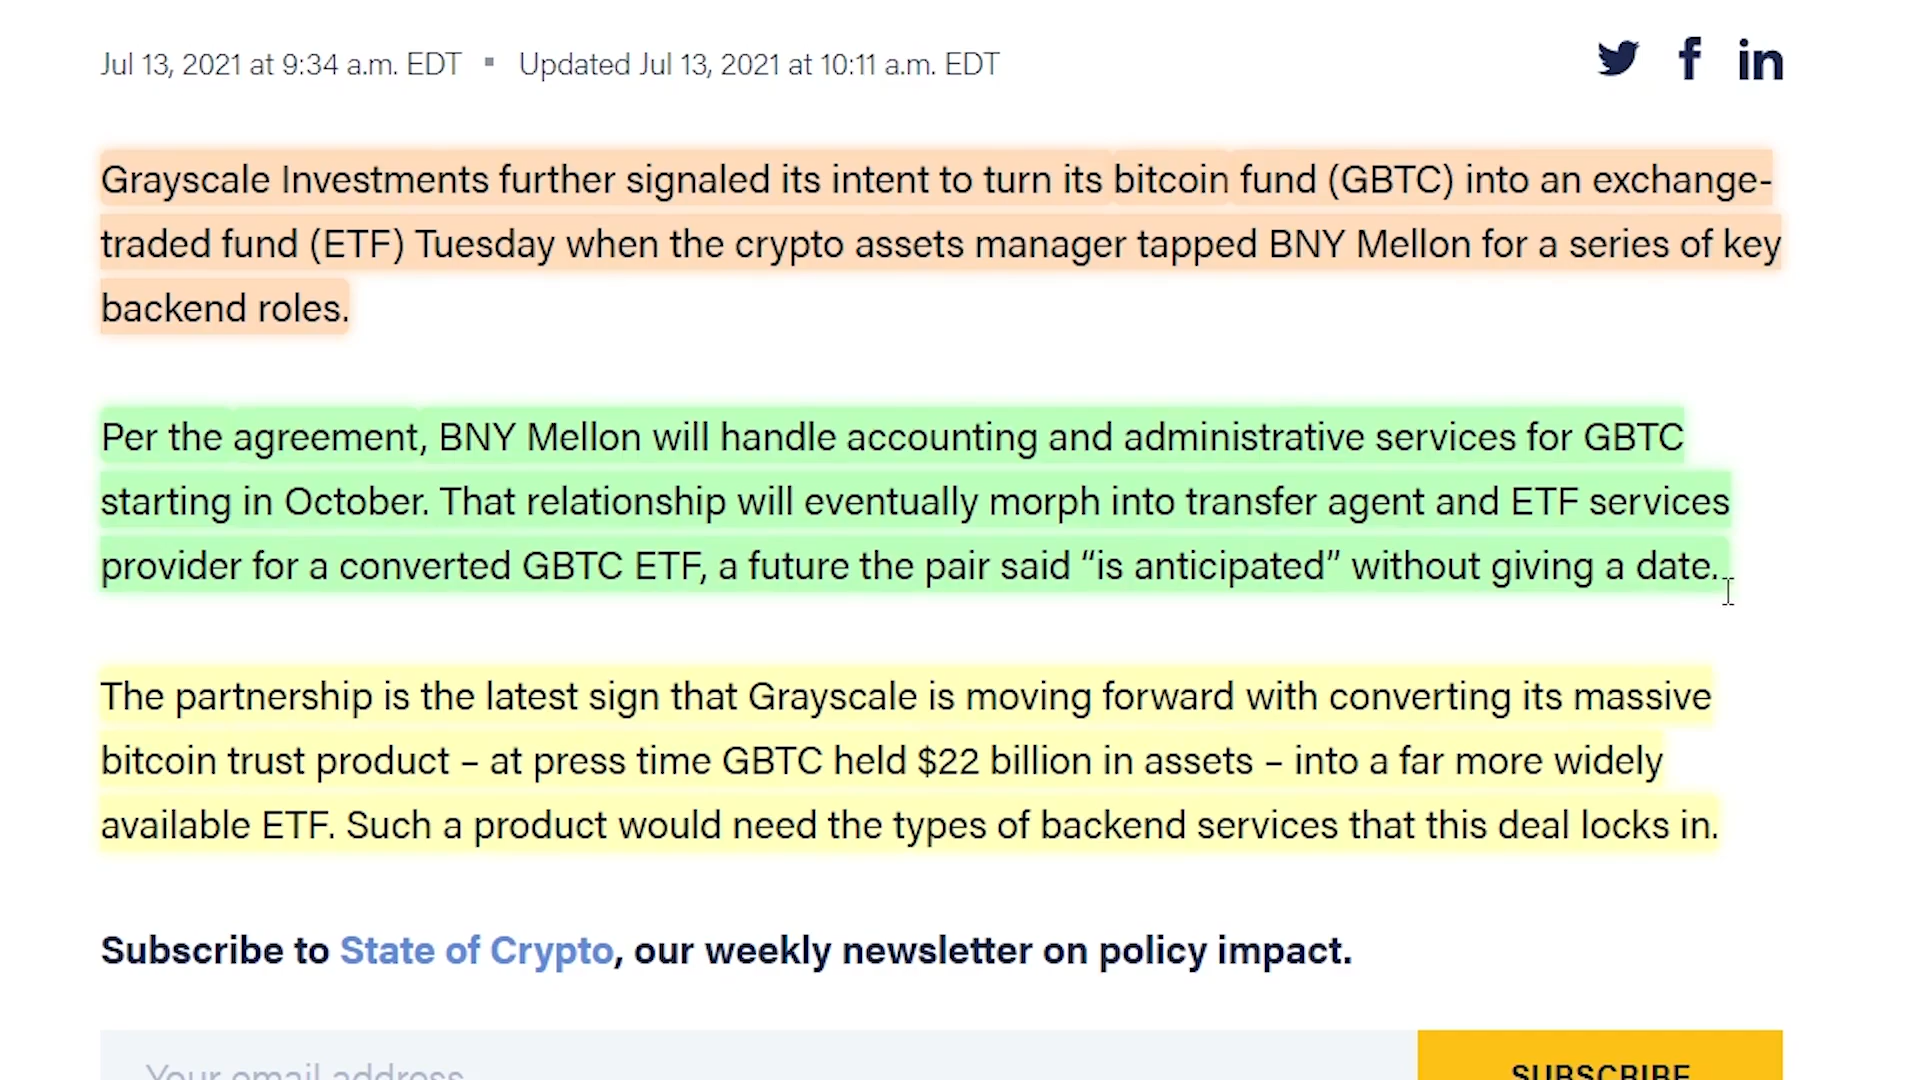 Jul 13, 2021 at 9:34 a.m. EDT ▪ Updated Jul 13, 2021 at 10:11 a.m. EDT
Grayscale Investments further signaled its intent to turn its bitcoin fund (GBTC) into an exchange-
traded fund (ETF) Tuesday when the crypto assets manager tapped BNY Mellon for a series of key
backend roles.
Per the agreement, BNY Mellon will handle accounting and administrative services for GBTC
starting in October. That relationship will eventually morph into transfer agent and ETF services
provider for a converted GBTC ETF, a future the pair said “is anticipated” without giving a date.
The partnership is the latest sign that Grayscale is moving forward with converting its massive
bitcoin trust product – at press time GBTC held $22 billion in assets – into a far more widely
available ETF. Such a product would need the types of backend services that this deal locks in.
Subscribe to State of Crypto, our weekly newsletter on policy impact.
Your email address
SUBSCRIBE